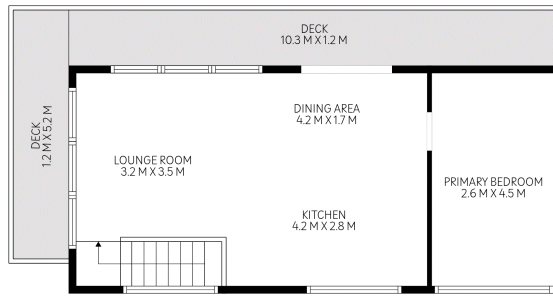 DECK
10.3 M X 1.2 M
DECK
1.2 M X 5.2 M
DINING AREA
4.2 M X 1.7 M
LOUNGE ROOM
3.2 M X 3.5 M
PRIMARY BEDROOM
2.6 M X 4.5 M
KITCHEN
4.2 M X 2.8 M